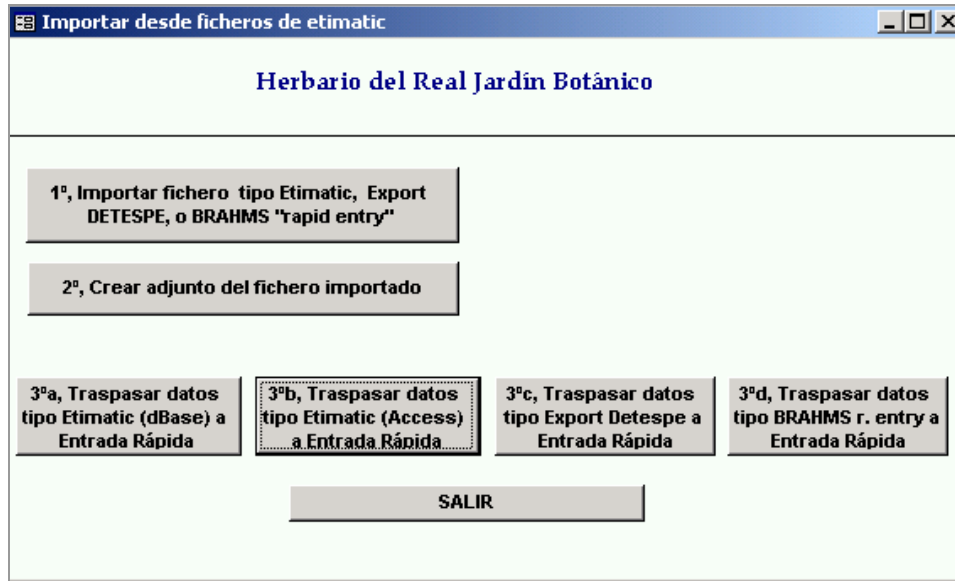 Importar desde ficheros de etimatic
Herbario del Real Jardín Botánico
1º, Importar fichero tipo Etimatic, Export
DETESPE, o BRAHMS "rapid entry"
2º, Crear adjunto del fichero importado
3ºa, Traspasar datos
tipo Etimatic (dBase) a
Entrada Rápida
3ºb, Traspasar datos
tipo Etimatic (Access)
a Entrada Rápida
3ºc, Traspasar datos
tipo Export Detespe a
Entrada Rápida
3ºd, Traspasar datos
tipo BRAHMS r. entry a
Entrada Rápida
SALIR